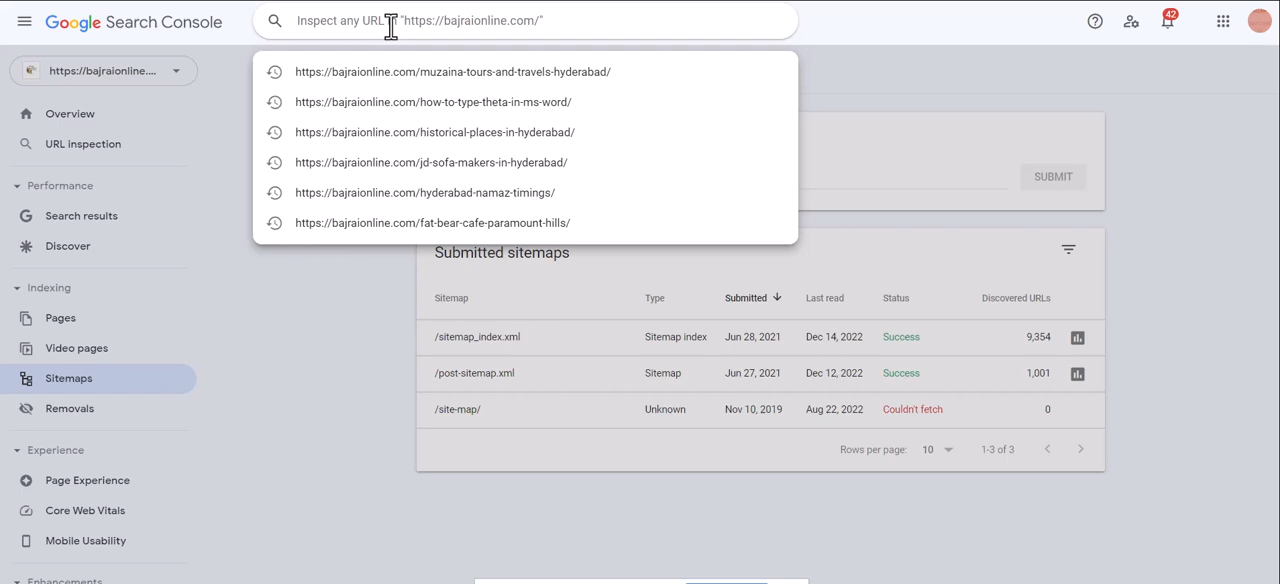 Google Search Console
Inspect any URL in "https://bajraionline.com/"
42
https://bajraionline....
Overview
URL inspection
Performance
Search results
Discover
Indexing
Pages
Video pages
Sitemaps
Removals
Experience
Page Experience
Core Web Vitals
Mobile Usability
Enhancements
https://bajraionline.com/muzaina-tours-and-travels-hyderabad/
https://bajraionline.com/how-to-type-theta-in-ms-word/
https://bajraionline.com/historical-places-in-hyderabad/
https://bajraionline.com/jd-sofa-makers-in-hyderabad/
https://bajraionline.com/hyderabad-namaz-timings/
https://bajraionline.com/fat-bear-cafe-paramount-hills/
SUBMIT
Submitted sitemaps
Sitemap Type Submitted Last read Status Discovered URLs
/sitemap_index.xml Sitemap index Jun 28, 2021 Dec 14, 2022 Success 9,354
/post-sitemap.xml Sitemap Jun 27, 2021 Dec 12, 2022 Success 1,001
/site-map/ Unknown Nov 10, 2019 Aug 22, 2022 Couldn't fetch 0
Rows per page: 10 1-3 of 3